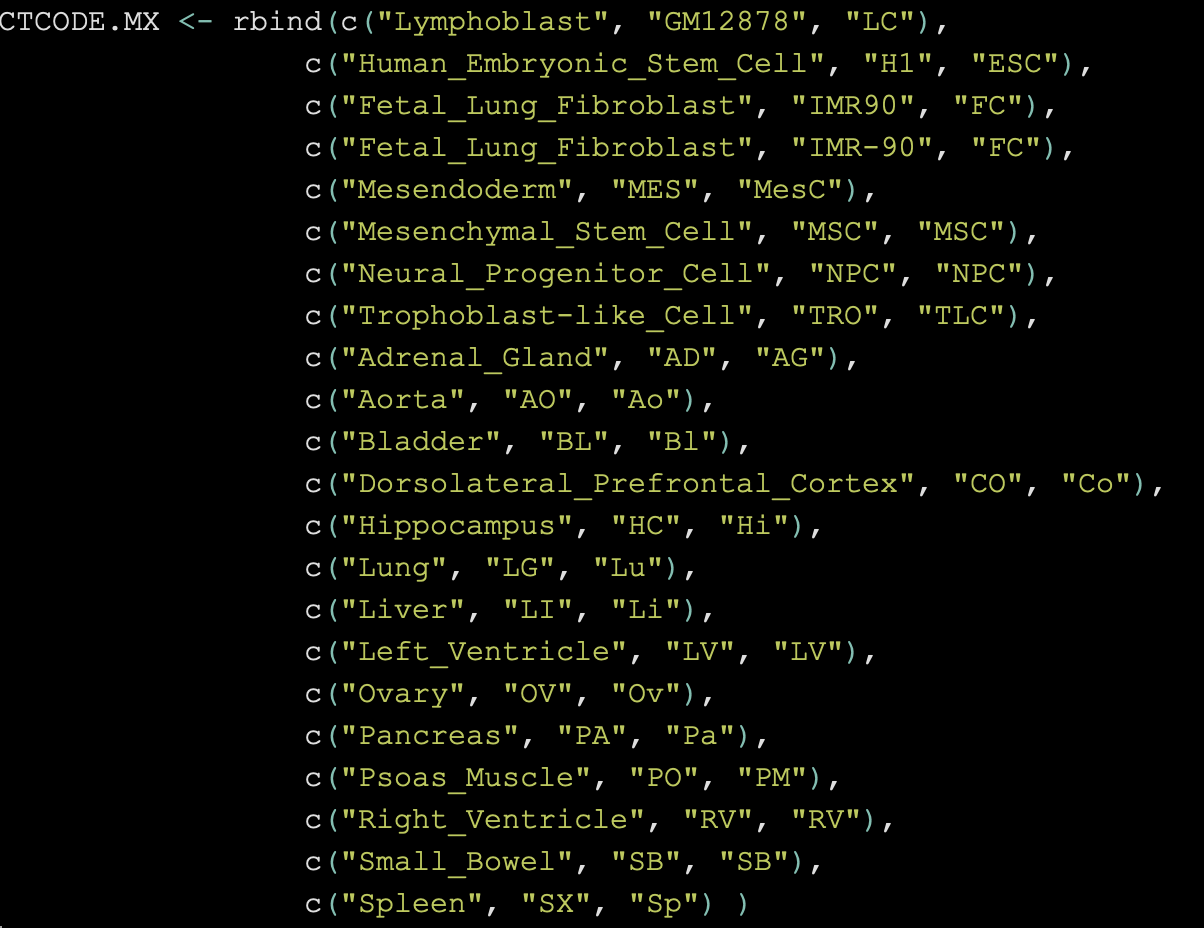 CTCODE.MX <- rbind(c("Lymphoblast", "GM12878", "LC"),
c("Human_Embryonic_Stem_Cell", "H1", "ESC"),
c("Fetal_Lung_Fibroblast", "IMR90", "FC"),
c("Fetal_Lung_Fibroblast", "IMR-90", "FC"),
c("Mesendoderm", "MES", "MesC"),
c("Mesenchymal_Stem_Cell", "MSC", "MSC"),
c("Neural_Progenitor_Cell", "NPC", "NPC"),
c("Trophoblast-like_Cell", "TRO", "TLC"),
c("Adrenal_Gland", "AD", "AG"),
c("Aorta", "AO", "Ao"),
c("Bladder", "BL", "Bl"),
c("Dorsolateral_Prefrontal_Cortex", "CO", "Co"),
c("Hippocampus", "HC", "Hi"),
c("Lung", "LG", "Lu"),
c("Liver", "LI", "Li"),
c("Left_Ventricle", "LV", "LV"),
c("Ovary", "OV", "Ov"),
c("Pancreas", "PA", "Pa"),
c("Psoas_Muscle", "PO", "PM"),
c("Right_Ventricle", "RV", "RV"),
c("Small_Bowel", "SB", "SB"),
c("Spleen", "SX", "Sp") )